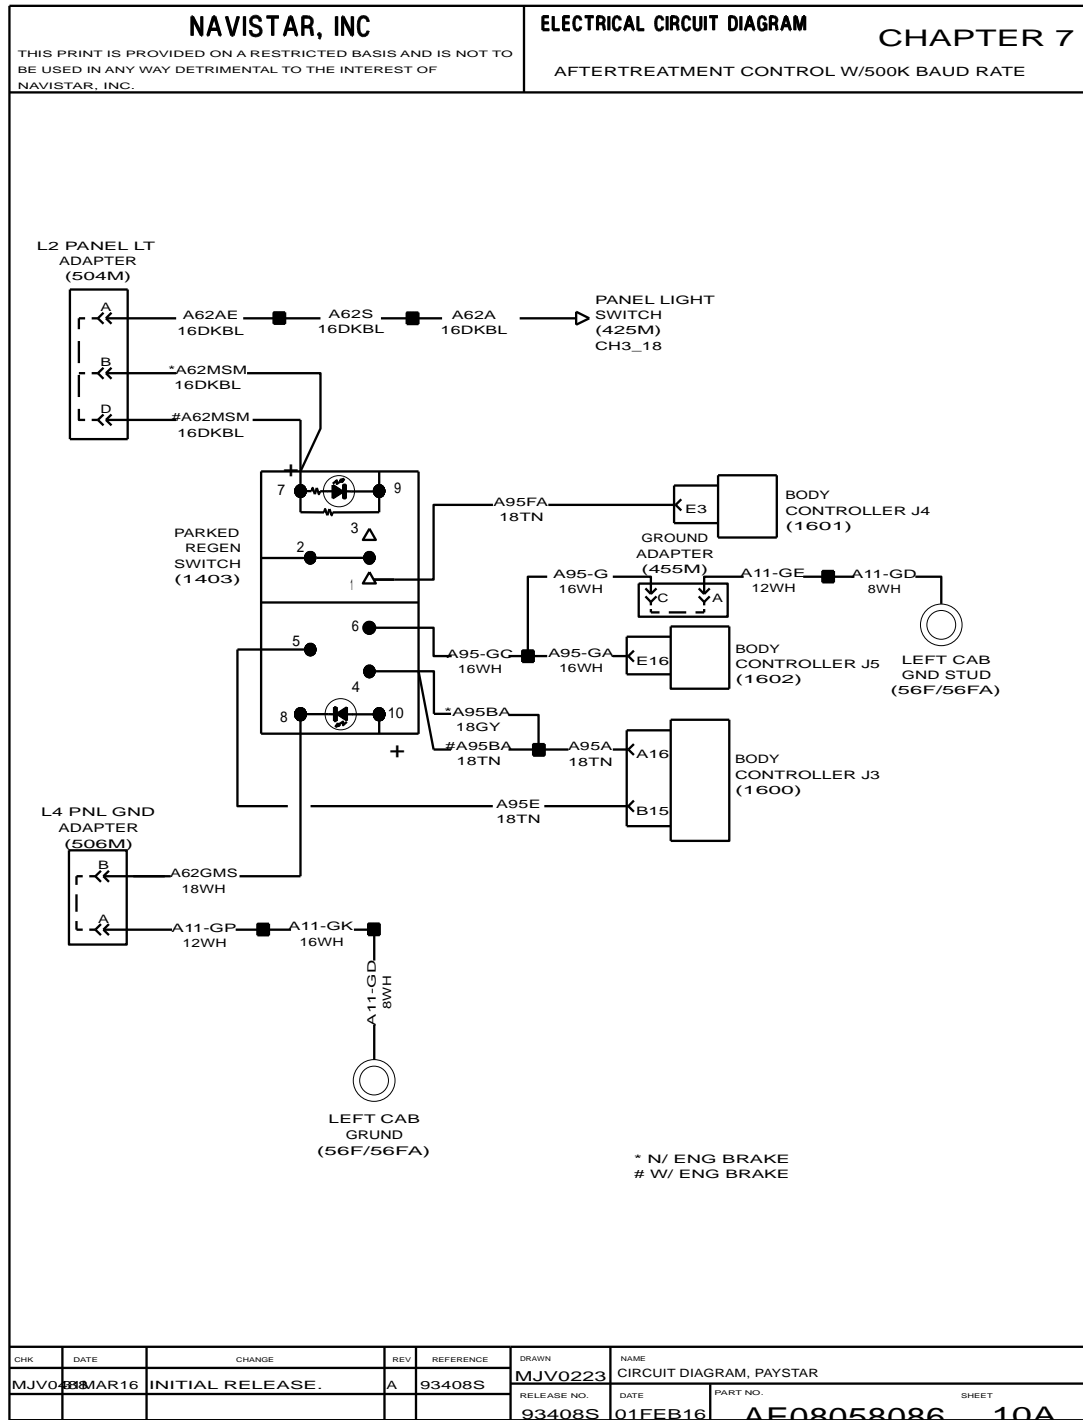 NAVISTAR, INC
THIS PRINT IS PROVIDED ON A RESTRICTED BASIS AND IS NOT TO
BE USED IN ANY WAY DETRIMENTAL TO THE INTEREST OF
NAVISTAR, INC.
ELECTRICAL CIRCUIT DIAGRAM
CHAPTER 7
AFTERTREATMENT CONTROL W/500K BAUD RATE
L2 PANEL LT
ADAPTER
(504M)
A
A62AE
16DKBL
A62S
16DKBL
A62A
16DKBL
PANEL LIGHT
SWITCH
(425M)
CH3_18
B
*A62MSM
16DKBL
D
#A62MSM
16DKBL
+
7
9
PARKED
REGEN
SWITCH
(1403)
3
2
1
A95FA
18TN
E3
BODY
CONTROLLER J4
(1601)
GROUND
ADAPTER
(455M)
A95-G
16WH
C
A
A11-GE
12WH
A11-GD
8WH
LEFT CAB
GND STUD
(56F/56FA)
6
5
A95-GC
16WH
A95-GA
16WH
E16
BODY
CONTROLLER J5
(1602)
4
8
10
+
*A95BA
18GY
#A95BA
18TN
A95A
18TN
A16
BODY
CONTROLLER J3
(1600)
A95E
18TN
B15
L4 PNL GND
ADAPTER
(506M)
B
A62GMS
18WH
A
A11-GP
12WH
A11-GK
16WH
A11-GD
8WH
LEFT CAB
GRUND
(56F/56FA)
* N/ ENG BRAKE
# W/ ENG BRAKE
CHK DATE CHANGE REV REFERENCE
INITIAL RELEASE. A 93408S
DRAWN
MJV0223
NAME
CIRCUIT DIAGRAM, PAYSTAR
RELEASE NO.
93408S
DATE
01FEB16
PART NO.
AE08058086
SHEET
10A